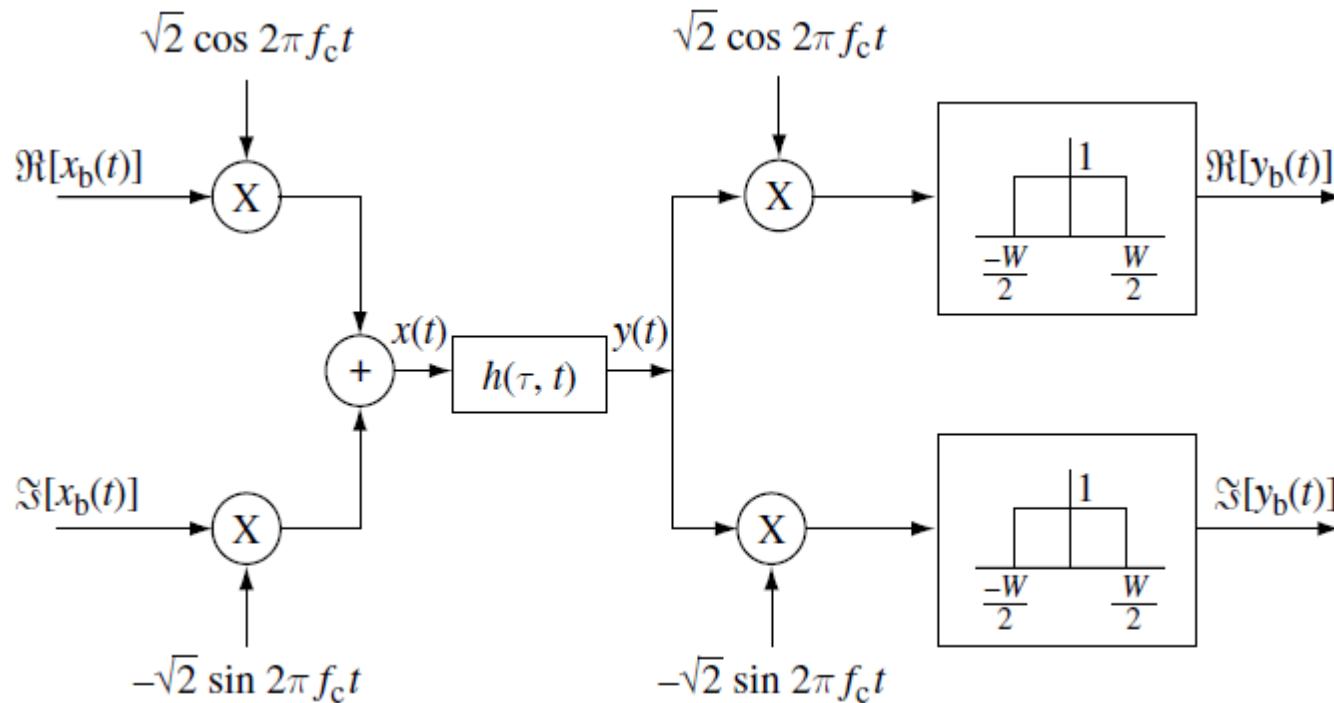 √2 cos 2πf_c t
√2 cos 2πf_c t
ℜ[x_b(t)]
X
X
1
−W/2
W/2
ℜ[y_b(t)]
+
x(t)
h(τ, t)
y(t)
ℑ[x_b(t)]
X
X
1
−W/2
W/2
ℑ[y_b(t)]
−√2 sin 2πf_c t
−√2 sin 2πf_c t